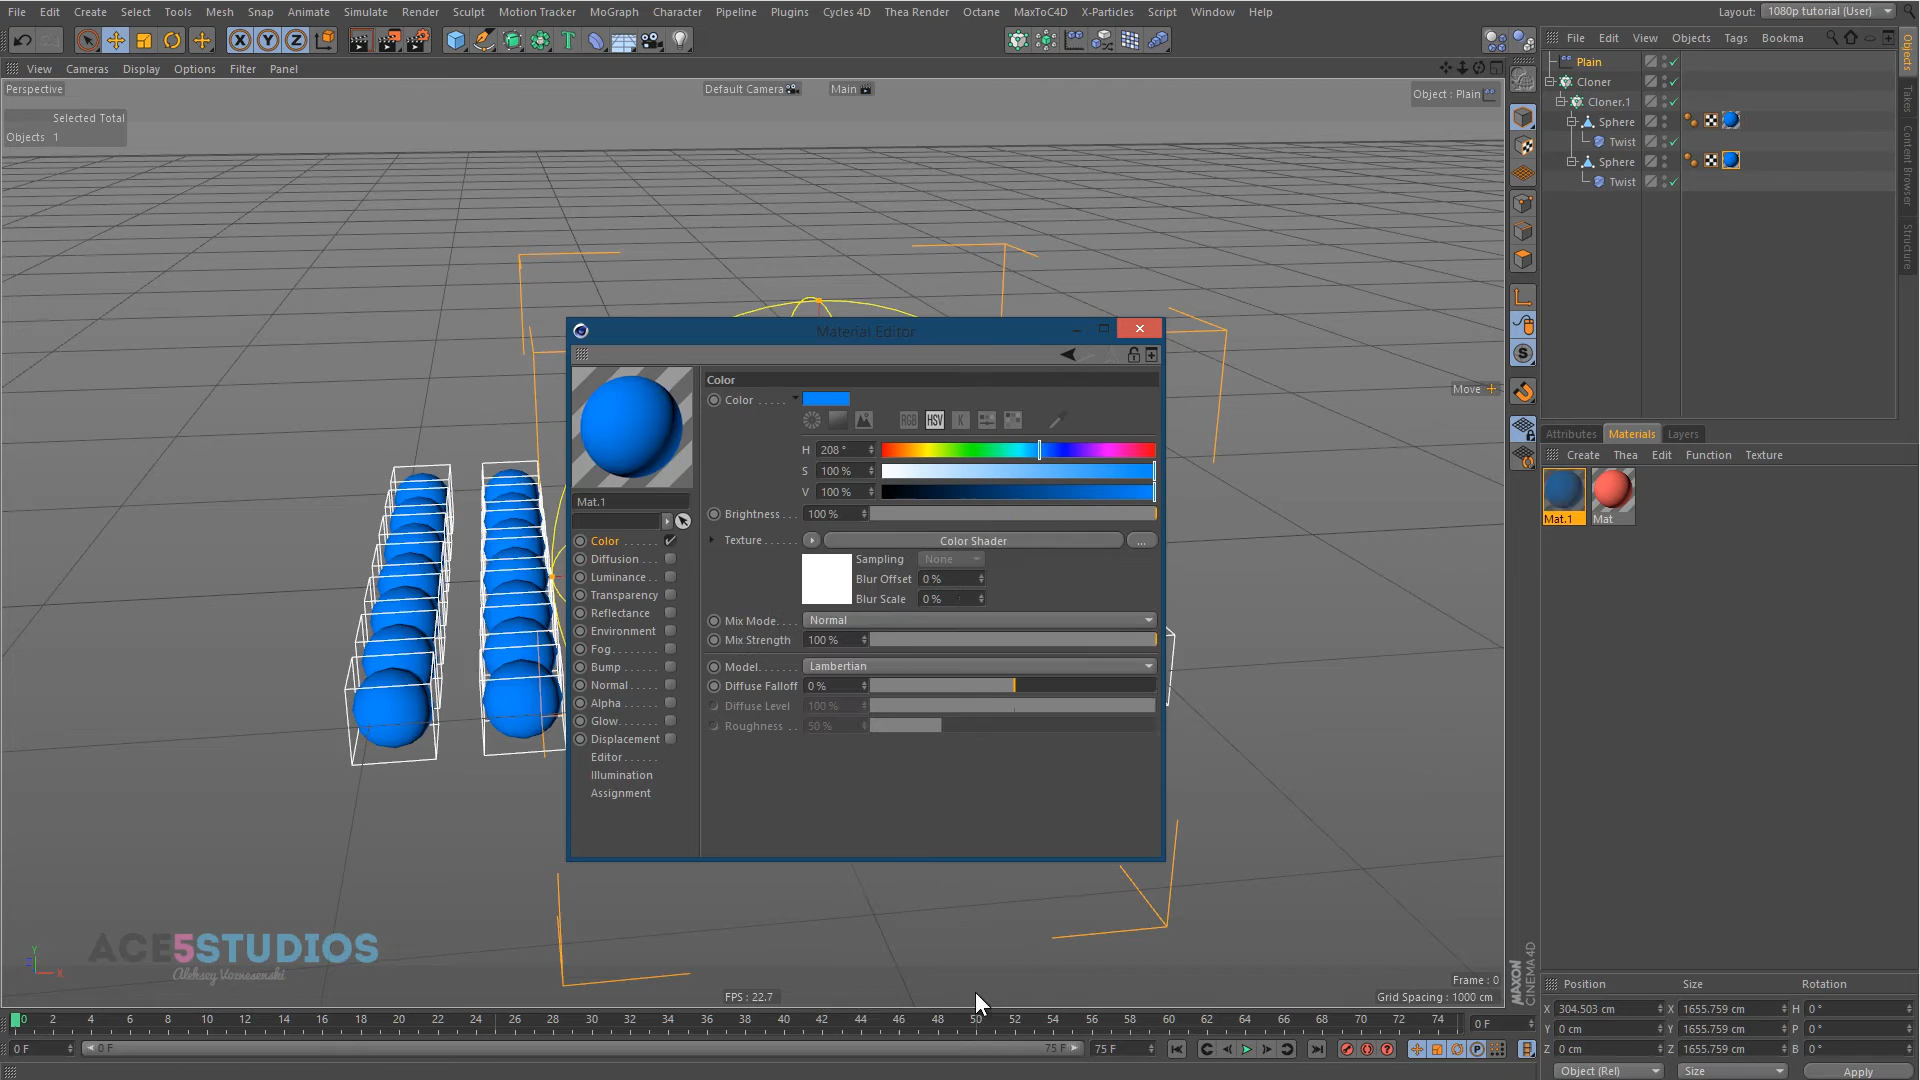 File Edit Create Select Tools Mesh Snap Animate Simulate Render Sculpt Motion Tracker MoGraph Character Pipeline Plugins Cycles 4D Thea Render Octane MaxToC4D X-Particles Script Window Help
Layout: 1080p tutorial (User)
View Cameras Display Options Filter Panel
File Edit View Objects Tags Bookma
Perspective
Default Camera
Main
Object : Plain
Selected Total
Objects 1
Plain
Cloner
Cloner.1
Sphere
Twist
Sphere
Twist
Objects
Takes
Content Browser
Structure
Move
Material Editor
Color
Color . . . . .
RGB HSV K
H 208 °
S 100 %
V 100 %
Brightness . . . 100 %
Texture . . . . . . Color Shader ...
Sampling None
Blur Offset 0 %
Blur Scale 0 %
Mix Mode. . . Normal
Mix Strength 100 %
Model. . . . . . . Lambertian
Diffuse Falloff 0 %
Diffuse Level 100 %
Roughness . . 50 %
Mat.1
Color . . . . . . .
Diffusion . . .
Luminance . .
Transparency
Reflectance
Environment
Fog. . . . . . . .
Bump . . . . . .
Normal . . . . .
Alpha . . . . . .
Glow. . . . . . .
Displacement
Editor . . . . . .
Illumination
Assignment
Attributes Materials Layers
Create Thea Edit Function Texture
Mat.1 Mat
ACE5STUDIOS
Aleksey Voznesenski
Y
Z
X
FPS : 22.7
Frame : 0
Grid Spacing : 1000 cm
MAXON
CINEMA 4D
0 2 4 6 8 10 12 14 16 18 20 22 24 26 28 30 32 34 36 38 40 42 44 46 48 50 52 54 56 58 60 62 64 66 68 70 72 74 0 F
0 F 0 F 75 F 75 F
Position Size Rotation
X 304.503 cm X 1655.759 cm H 0 °
Y 0 cm Y 1655.759 cm P 0 °
Z 0 cm Z 1655.759 cm B 0 °
Object (Rel) Size Apply